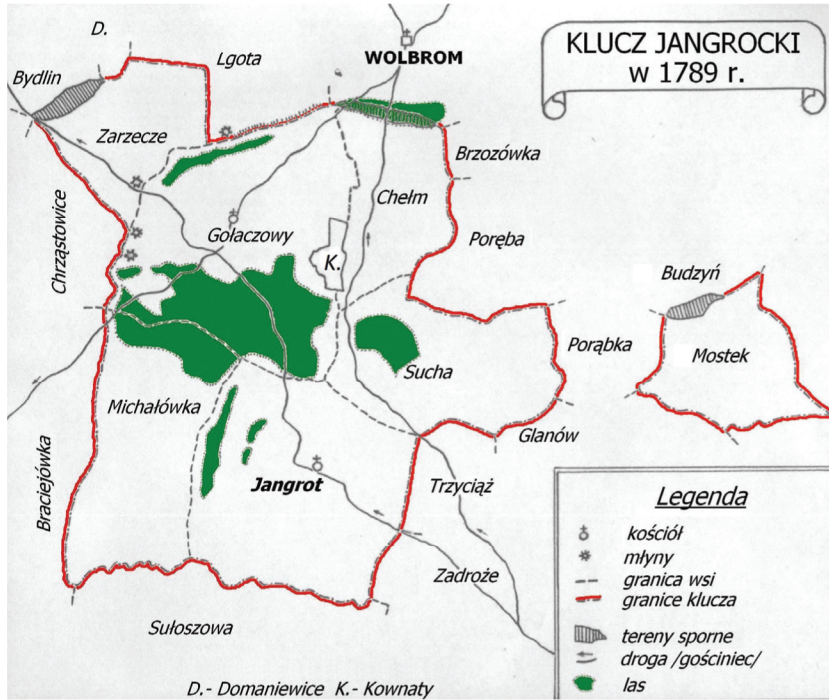 KLUCZ JANGROCKI
w 1789 r.
D.
Lgota
WOLBROM
Bydlin
Zarzecze
Brzozówka
Chełm
Chrząstowice
Gołaczowy
Poręba
K.
Budzyń
Porąbka
Mostek
Sucha
Michałówka
Glanów
Braciejówka
Jangrot
Trzyciąż
Zadroże
Sułoszowa
Legenda
kościół
młyny
granica wsi
granice klucza
tereny sporne
droga /gościniec/
las
D.- Domaniewice K.- Kownaty